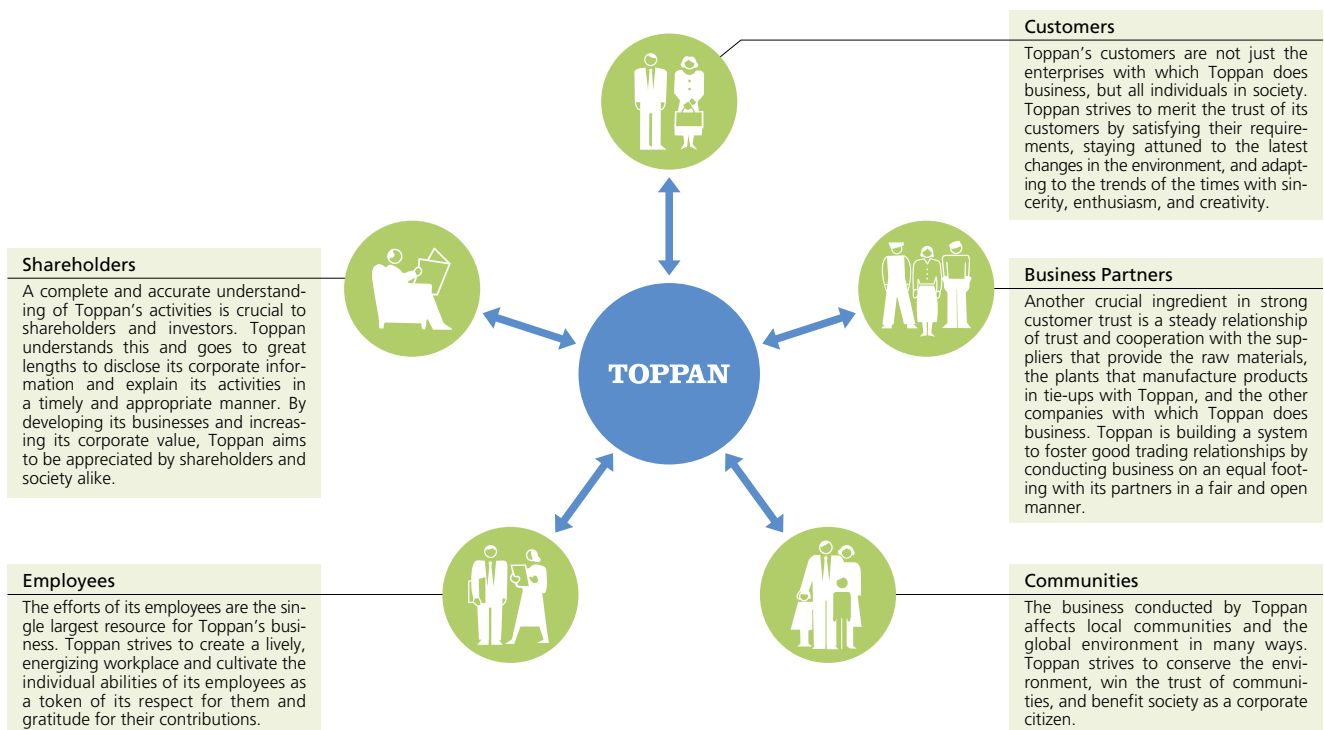 Customers
Toppan's customers are not just the
enterprises with which Toppan does
business, but all individuals in society.
Toppan strives to merit the trust of its
customers by satisfying their require-
ments, staying attuned to the latest
changes in the environment, and adapt-
ing to the trends of the times with sin-
cerity, enthusiasm, and creativity.
Shareholders
A complete and accurate understand-
ing of Toppan's activities is crucial to
shareholders and investors. Toppan
understands this and goes to great
lengths to disclose its corporate infor-
mation and explain its activities in
a timely and appropriate manner. By
developing its businesses and increas-
ing its corporate value, Toppan aims
to be appreciated by shareholders and
society alike.
TOPPAN
Business Partners
Another crucial ingredient in strong
customer trust is a steady relationship
of trust and cooperation with the sup-
pliers that provide the raw materials,
the plants that manufacture products
in tie-ups with Toppan, and the other
companies with which Toppan does
business. Toppan is building a system
to foster good trading relationships by
conducting business on an equal foot-
ing with its partners in a fair and open
manner.
Employees
The efforts of its employees are the sin-
gle largest resource for Toppan's busi-
ness. Toppan strives to create a lively,
energizing workplace and cultivate the
individual abilities of its employees as
a token of its respect for them and
gratitude for their contributions.
Communities
The business conducted by Toppan
affects local communities and the
global environment in many ways.
Toppan strives to conserve the envi-
ronment, win the trust of communi-
ties, and benefit society as a corporate
citizen.